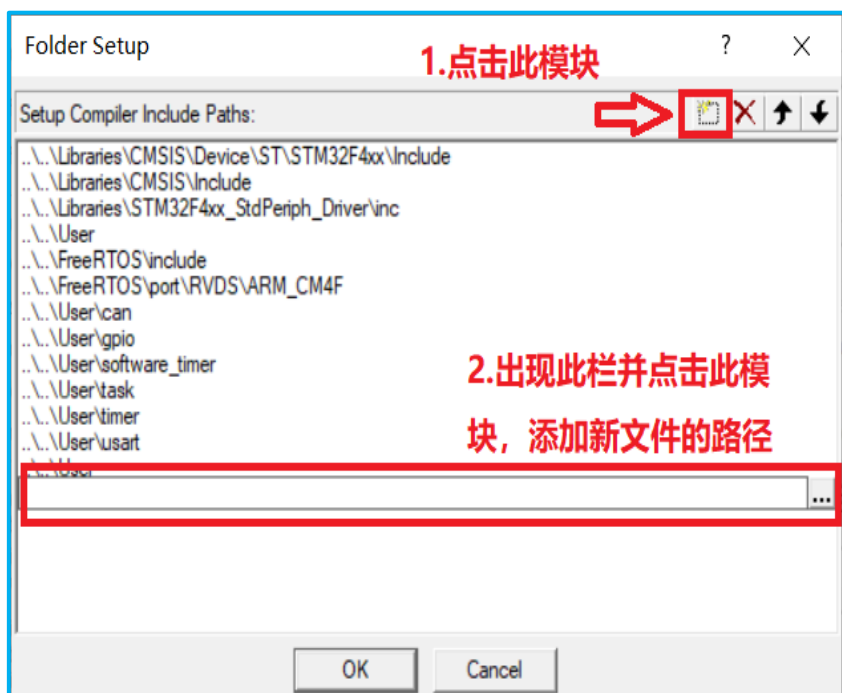 Folder Setup
?
1.点击此模块
Setup Compiler Include Paths:
..\..\Libraries\CMSIS\Device\ST\STM32F4xx\Include
..\..\Libraries\CMSIS\Include
..\..\Libraries\STM32F4xx_StdPeriph_Driver\inc
..\..\User
..\..\FreeRTOS\include
..\..\FreeRTOS\port\RVDS\ARM_CM4F
..\..\User\can
..\..\User\gpio
..\..\User\software_timer
..\..\User\task
..\..\User\timer
..\..\User\usart
..\..\User
2.出现此栏并点击此模
块，添加新文件的路径
...
OK
Cancel